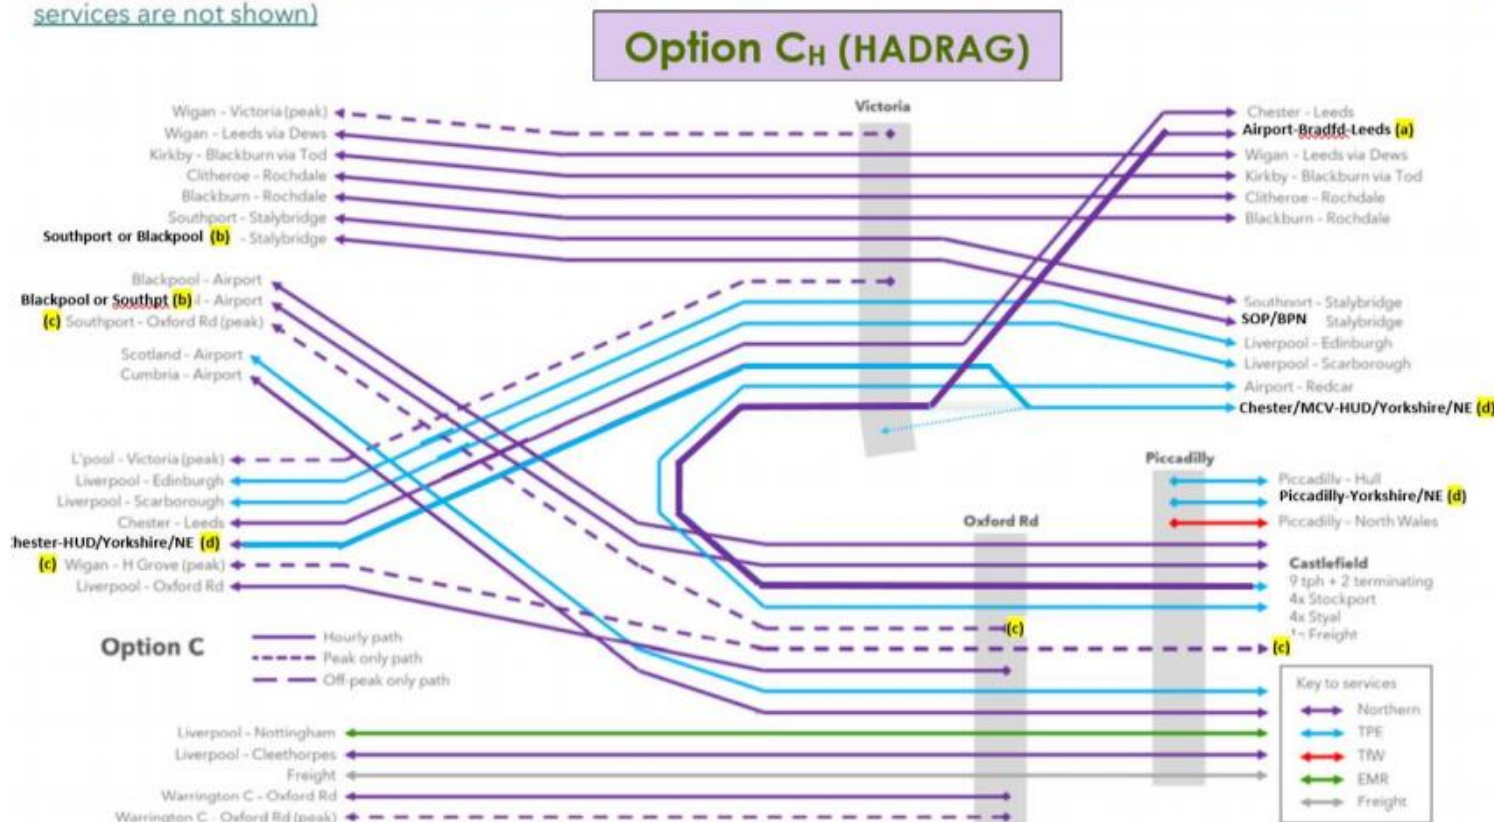 services are not shown)
Option CH (HADRAG)
Victoria
Wigan - Victoria (peak)
Wigan - Leeds via Dews
Kirkby - Blackburn via Tod
Clitheroe - Rochdale
Blackburn - Rochdale
Southport - Stalybridge
Southport or Blackpool (b) - Stalybridge
Blackpool - Airport
Blackpool or Southpt (b) l - Airport
(c) Southport - Oxford Rd (peak)
Scotland - Airport
Cumbria - Airport
L'pool - Victoria (peak)
Liverpool - Edinburgh
Liverpool - Scarborough
Chester - Leeds
hester-HUD/Yorkshire/NE (d)
(c) Wigan - H Grove (peak)
Liverpool - Oxford Rd
Chester - Leeds
Airport-Bradfd-Leeds (a)
Wigan - Leeds via Dews
Kirkby - Blackburn via Tod
Clitheroe - Rochdale
Blackburn - Rochdale
Southport - Stalybridge
SOP/BPN Stalybridge
Liverpool - Edinburgh
Liverpool - Scarborough
Airport - Redcar
Chester/MCV-HUD/Yorkshire/NE (d)
Piccadilly
Piccadilly - Hull
Piccadilly-Yorkshire/NE (d)
Piccadilly - North Wales
Oxford Rd
Castlefield
9 tph + 2 terminating
4x Stockport
4x Styal
Freight
(c)
(c)
Option C
Hourly path
Peak only path
Off-peak only path
Liverpool - Nottingham
Liverpool - Cleethorpes
Freight
Warrington C - Oxford Rd
Warrington C - Oxford Rd (peak)
Key to services
Northern
TPE
TfW
EMR
Freight